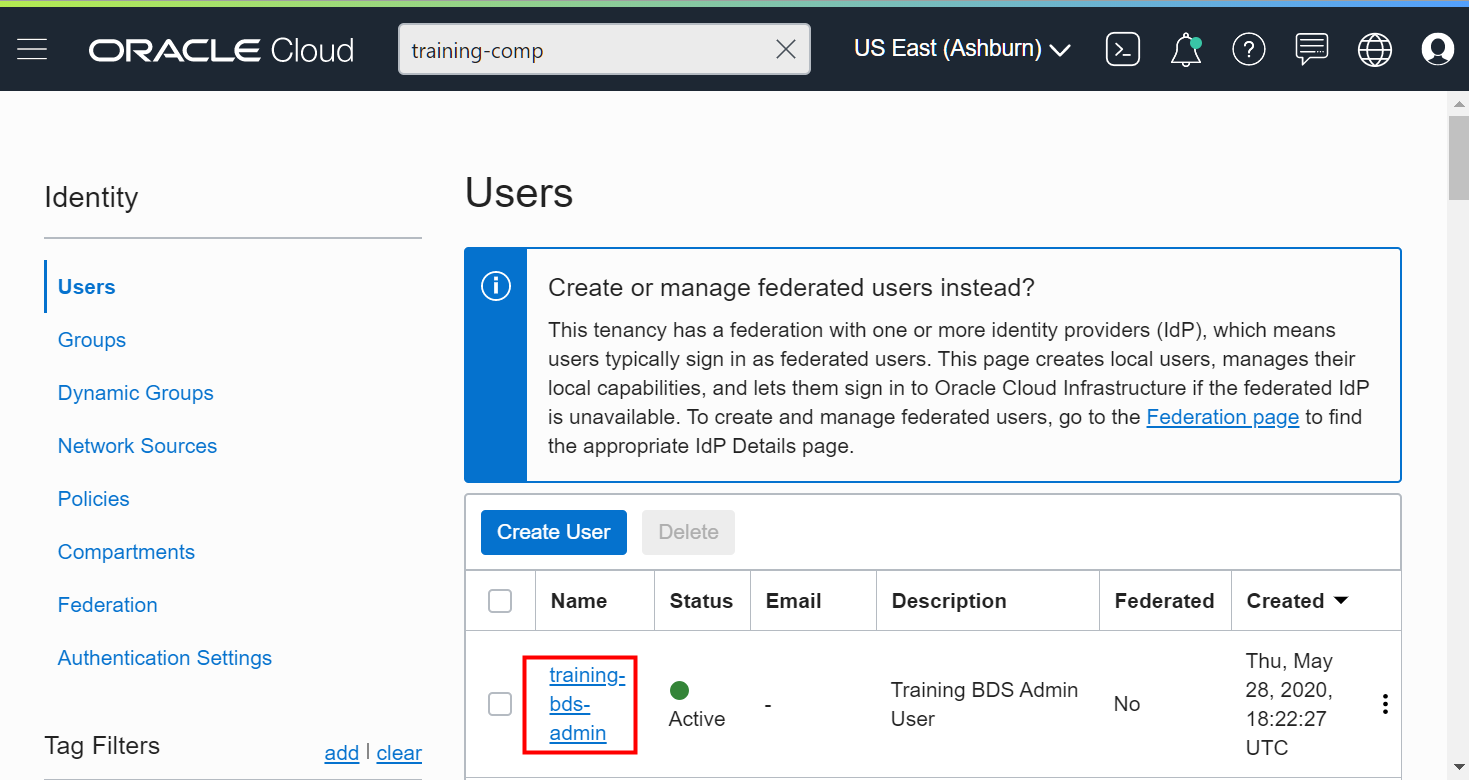 ORACLE Cloud
training-comp
US East (Ashburn)
Identity
Users
Groups
Dynamic Groups
Network Sources
Policies
Compartments
Federation
Authentication Settings
Tag Filters
add | clear
Users
Create or manage federated users instead?
This tenancy has a federation with one or more identity providers (IdP), which means
users typically sign in as federated users. This page creates local users, manages their
local capabilities, and lets them sign in to Oracle Cloud Infrastructure if the federated IdP
is unavailable. To create and manage federated users, go to the Federation page to find
the appropriate IdP Details page.
Create User
Delete
Name Status Email Description Federated Created
training-
bds-
admin
Active
-
Training BDS Admin
User
No
Thu, May
28, 2020,
18:22:27
UTC